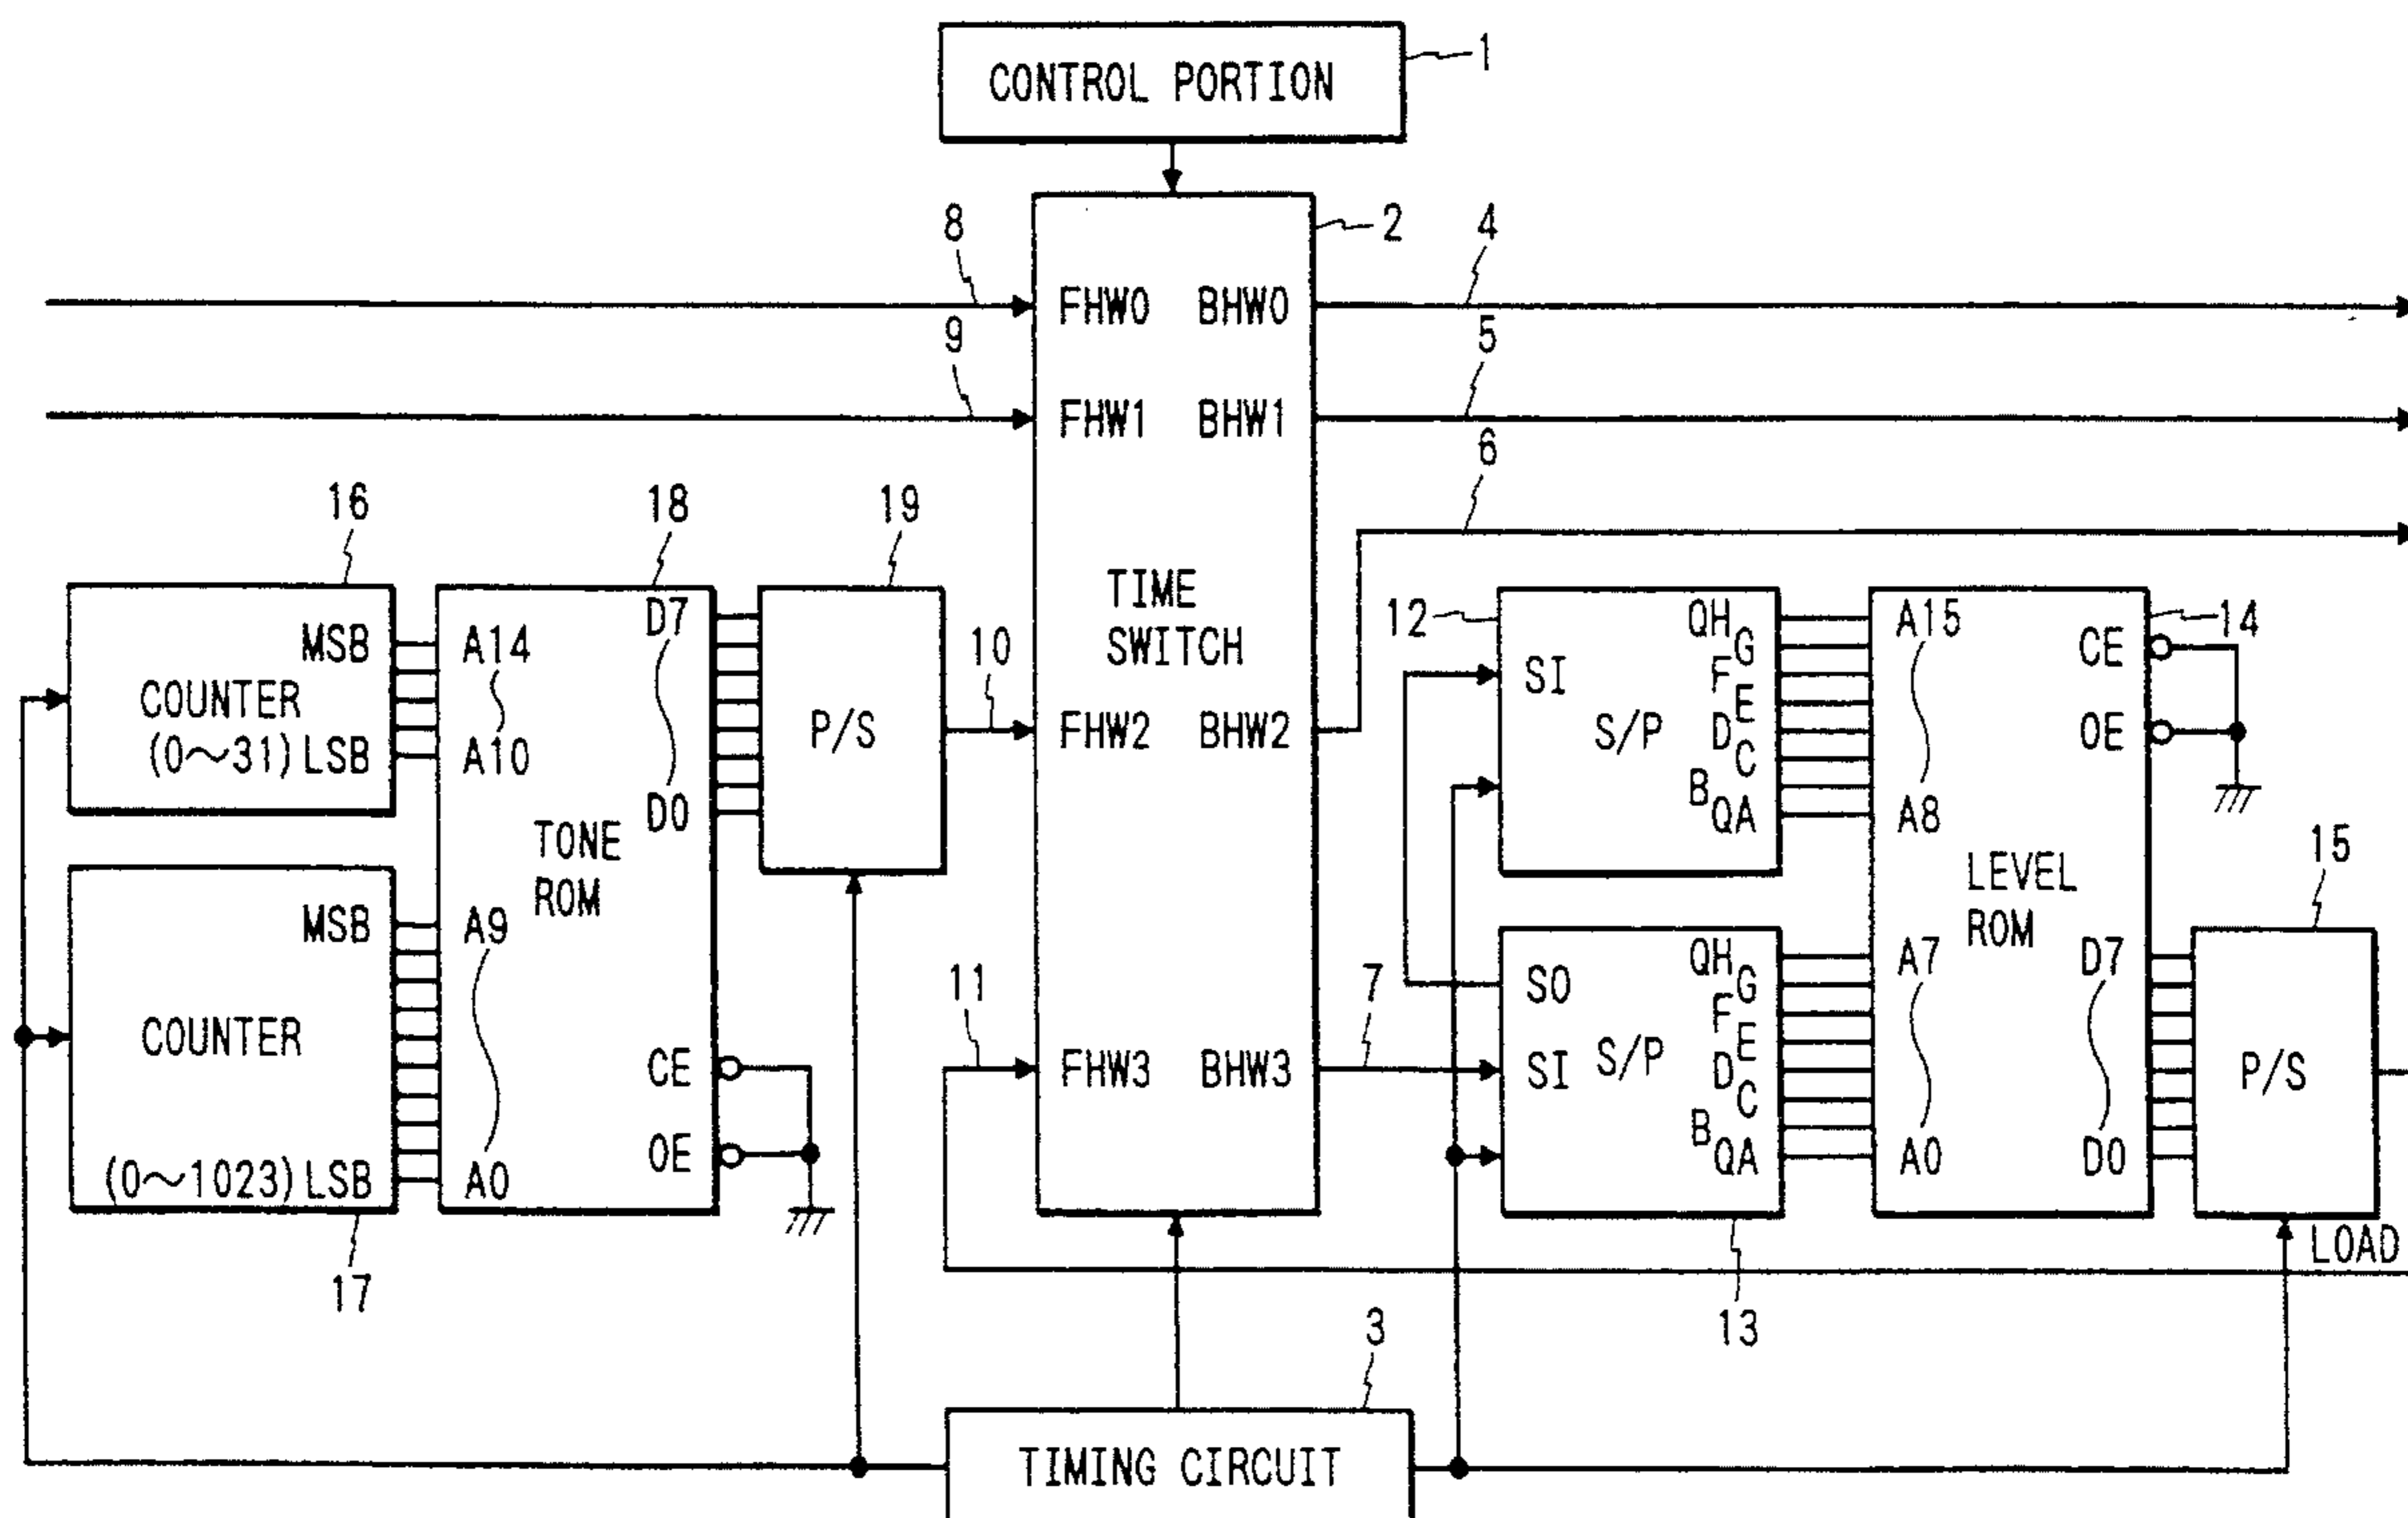 CONTROL PORTION
1
8
2
4
FHW0 BHW0
9
5
FHW1 BHW1
6
16
18
19
TIME
SWITCH
MSB
COUNTER
(0～31) LSB
A14
A10
D7
D0
TONE
ROM
P/S
10
FHW2 BHW2
12
SI
S/P
QH
G
F
E
D
C
B
QA
A15
A8
14
CE
OE
LEVEL
ROM
15
MSB
COUNTER
(0～1023) LSB
17
A9
A0
CE
OE
11
FHW3 BHW3
7
SO
SI
S/P
QH
G
F
E
D
C
B
QA
13
A7
A0
D7
D0
P/S
LOAD
3
TIMING CIRCUIT